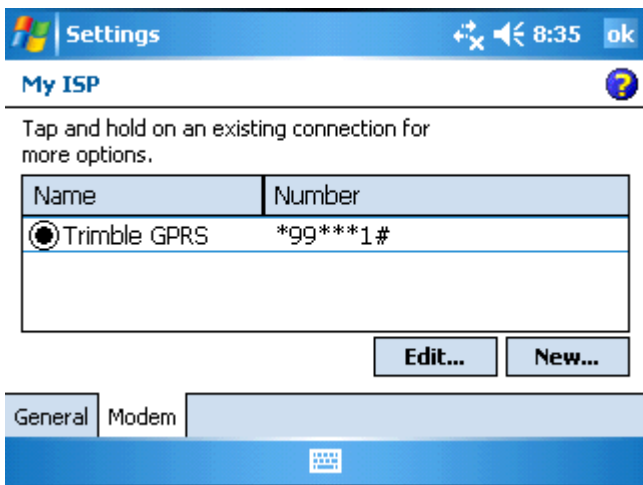 Settings 8:35 ok
My ISP ?
Tap and hold on an existing connection for
more options.
Name Number
Trimble GPRS *99***1#
Edit... New...
General Modem